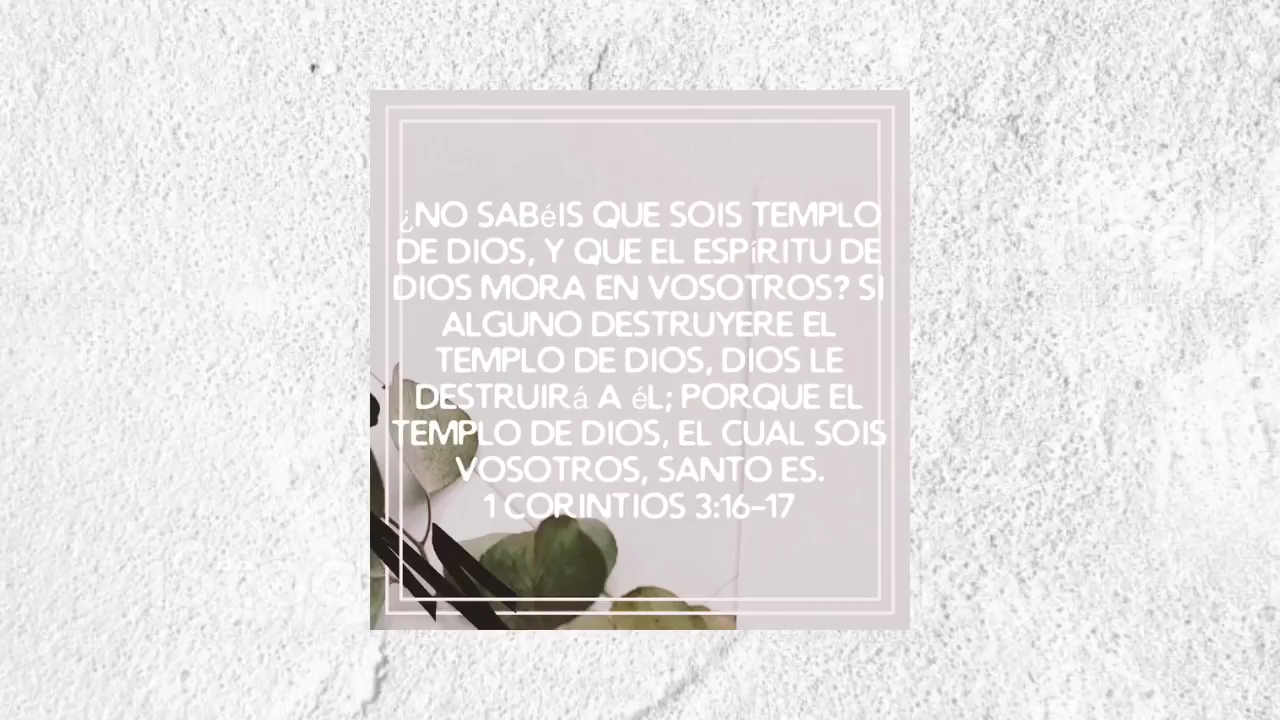 ¿NO SABéIS QUE SOIS TEMPLO
DE DIOS, Y QUE EL ESPíRITU DE
DIOS MORA EN VOSOTROS? SI
ALGUNO DESTRUYERE EL
TEMPLO DE DIOS, DIOS LE
DESTRUIRá A éL; PORQUE EL
TEMPLO DE DIOS, EL CUAL SOIS
VOSOTROS, SANTO ES.
1 CORINTIOS 3:16-17